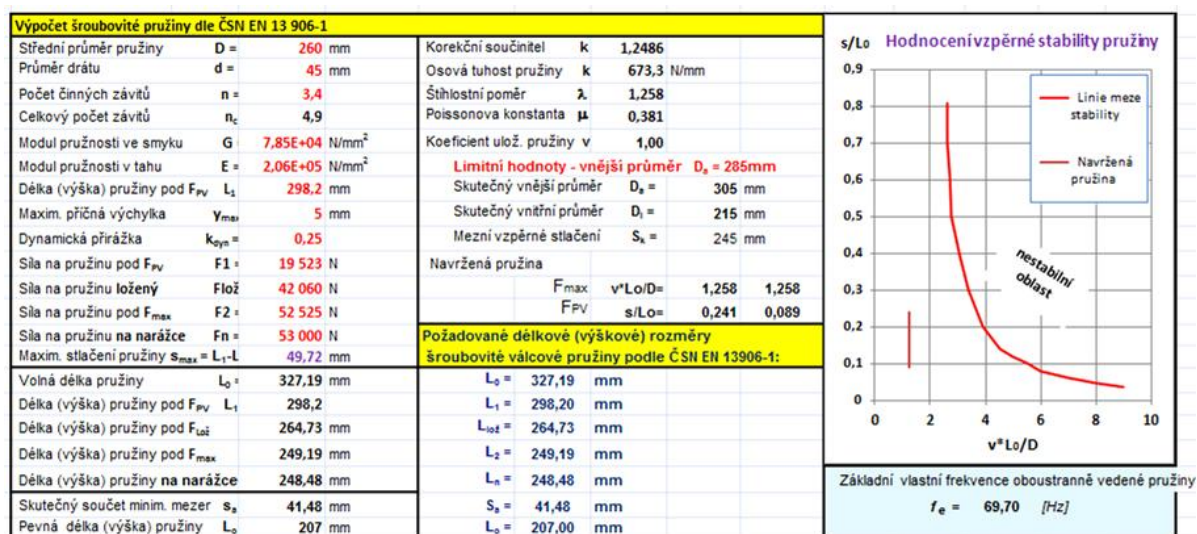 Výpočet šroubovité pružiny dle ČSN EN 13 906-1
Střední průměr pružiny D = 260 mm
Průměr drátu d = 45 mm
Počet činných závitů n = 3,4
Celkový počet závitů nc 4,9
Modul pružnosti ve smyku G 7,85E+04 N/mm²
Modul pružnosti v tahu E = 2,06E+05 N/mm²
Délka (výška) pružiny pod FPV L1 298,2 mm
Maxim. příčná výchylka ymax 5 mm
Dynamická přirážka kdyn = 0,25
Síla na pružinu pod FPV F1 = 19 523 N
Síla na pružinu ložený Flož 42 060 N
Síla na pružinu pod Fmax F2 = 52 525 N
Síla na pružinu na narážce Fn = 53 000 N
Maxim. stlačení pružiny smax = L1-L 49,72 mm
Volná délka pružiny L0 = 327,19 mm
Délka (výška) pružiny pod FPV L1 298,2
Délka (výška) pružiny pod FLož 264,73 mm
Délka (výška) pružiny pod Fmax 249,19 mm
Délka (výška) pružiny na narážce 248,48 mm
Skutečný součet minim. mezer sa 41,48 mm
Pevná délka (výška) pružiny Lo 207 mm
Korekční součinitel k 1,2486
Osová tuhost pružiny k 673,3 N/mm
Štíhlostní poměr λ 1,258
Poissonova konstanta μ 0,381
Koeficient ulož. pružiny ν 1,00
Limitní hodnoty - vnější průměr Da = 285mm
Skutečný vnější průměr Da = 305 mm
Skutečný vnitřní průměr Di = 215 mm
Mezní vzpěrné stlačení Sk = 245 mm
Navržená pružina
Fmax v*Lo/D= 1,258 1,258
FPV s/Lo= 0,241 0,089
Požadované délkové (výškové) rozměry
šroubovité válcové pružiny podle ČSN EN 13906-1:
L0 = 327,19 mm
L1 = 298,20 mm
Llož = 264,73 mm
L2 = 249,19 mm
Ln = 248,48 mm
Sa = 41,48 mm
Lo = 207,00 mm
s/L0 Hodnocení vzpěrné stability pružiny
0,9
0,8
0,7
0,6
0,5
0,4
0,3
0,2
0,1
0
0 2 4 6 8 10
v*L0/D
Linie meze
stability
Navržená
pružina
nestabilní
oblast
Základní vlastní frekvence oboustranně vedené pružiny
fe = 69,70 [Hz]